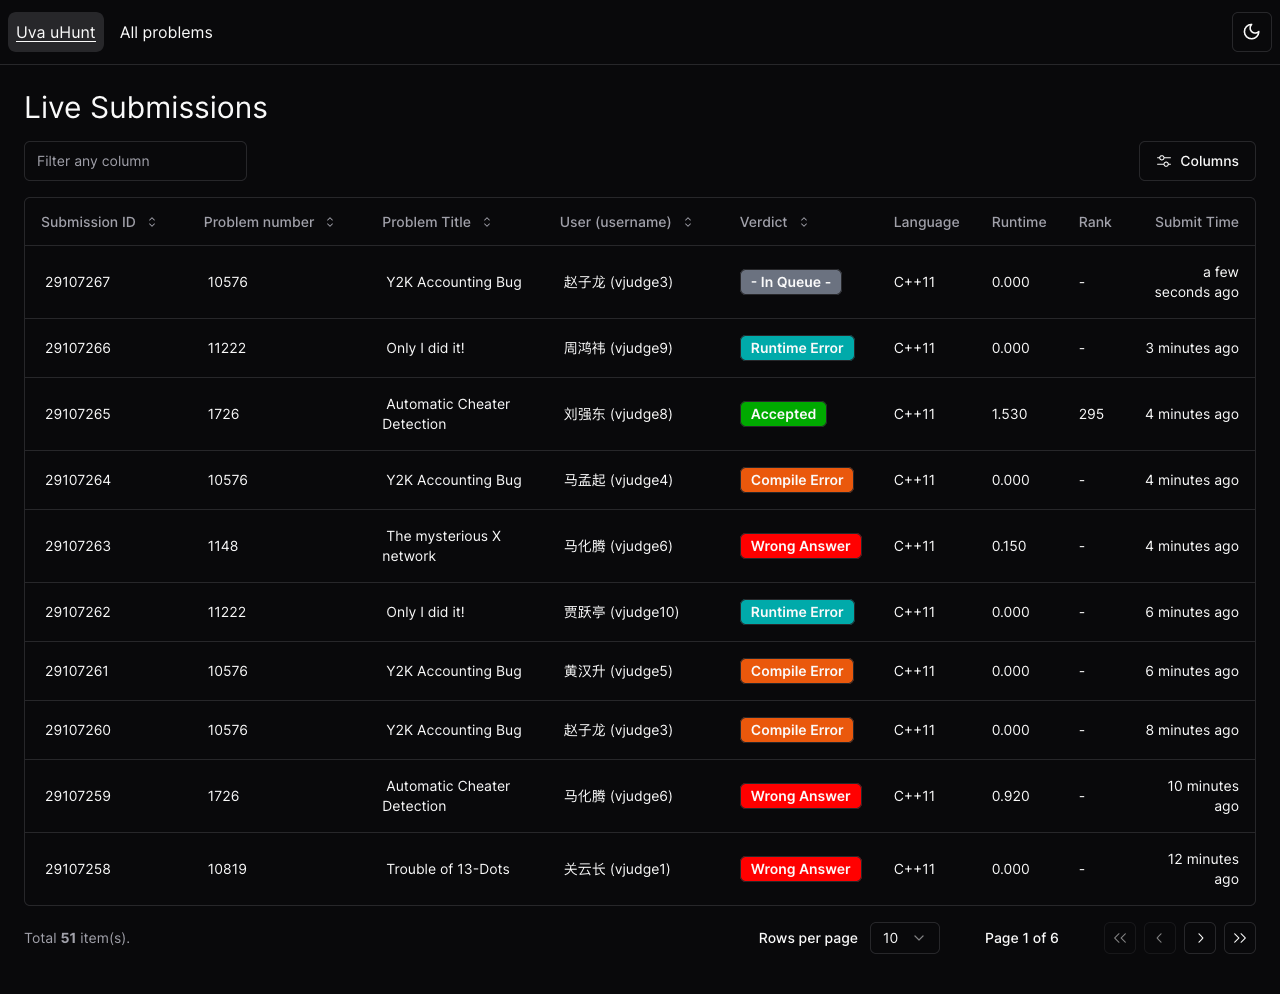 Uva uHunt All problems
Live Submissions
Filter any column
Columns
Submission ID Problem number Problem Title User (username) Verdict Language Runtime Rank Submit Time
29107267 10576 Y2K Accounting Bug 赵子龙 (vjudge3) - In Queue - C++11 0.000 - a few seconds ago
29107266 11222 Only I did it! 周鸿祎 (vjudge9) Runtime Error C++11 0.000 - 3 minutes ago
29107265 1726 Automatic Cheater Detection 刘强东 (vjudge8) Accepted C++11 1.530 295 4 minutes ago
29107264 10576 Y2K Accounting Bug 马孟起 (vjudge4) Compile Error C++11 0.000 - 4 minutes ago
29107263 1148 The mysterious X network 马化腾 (vjudge6) Wrong Answer C++11 0.150 - 4 minutes ago
29107262 11222 Only I did it! 贾跃亭 (vjudge10) Runtime Error C++11 0.000 - 6 minutes ago
29107261 10576 Y2K Accounting Bug 黄汉升 (vjudge5) Compile Error C++11 0.000 - 6 minutes ago
29107260 10576 Y2K Accounting Bug 赵子龙 (vjudge3) Compile Error C++11 0.000 - 8 minutes ago
29107259 1726 Automatic Cheater Detection 马化腾 (vjudge6) Wrong Answer C++11 0.920 - 10 minutes ago
29107258 10819 Trouble of 13-Dots 关云长 (vjudge1) Wrong Answer C++11 0.000 - 12 minutes ago
Total 51 item(s). Rows per page 10 Page 1 of 6